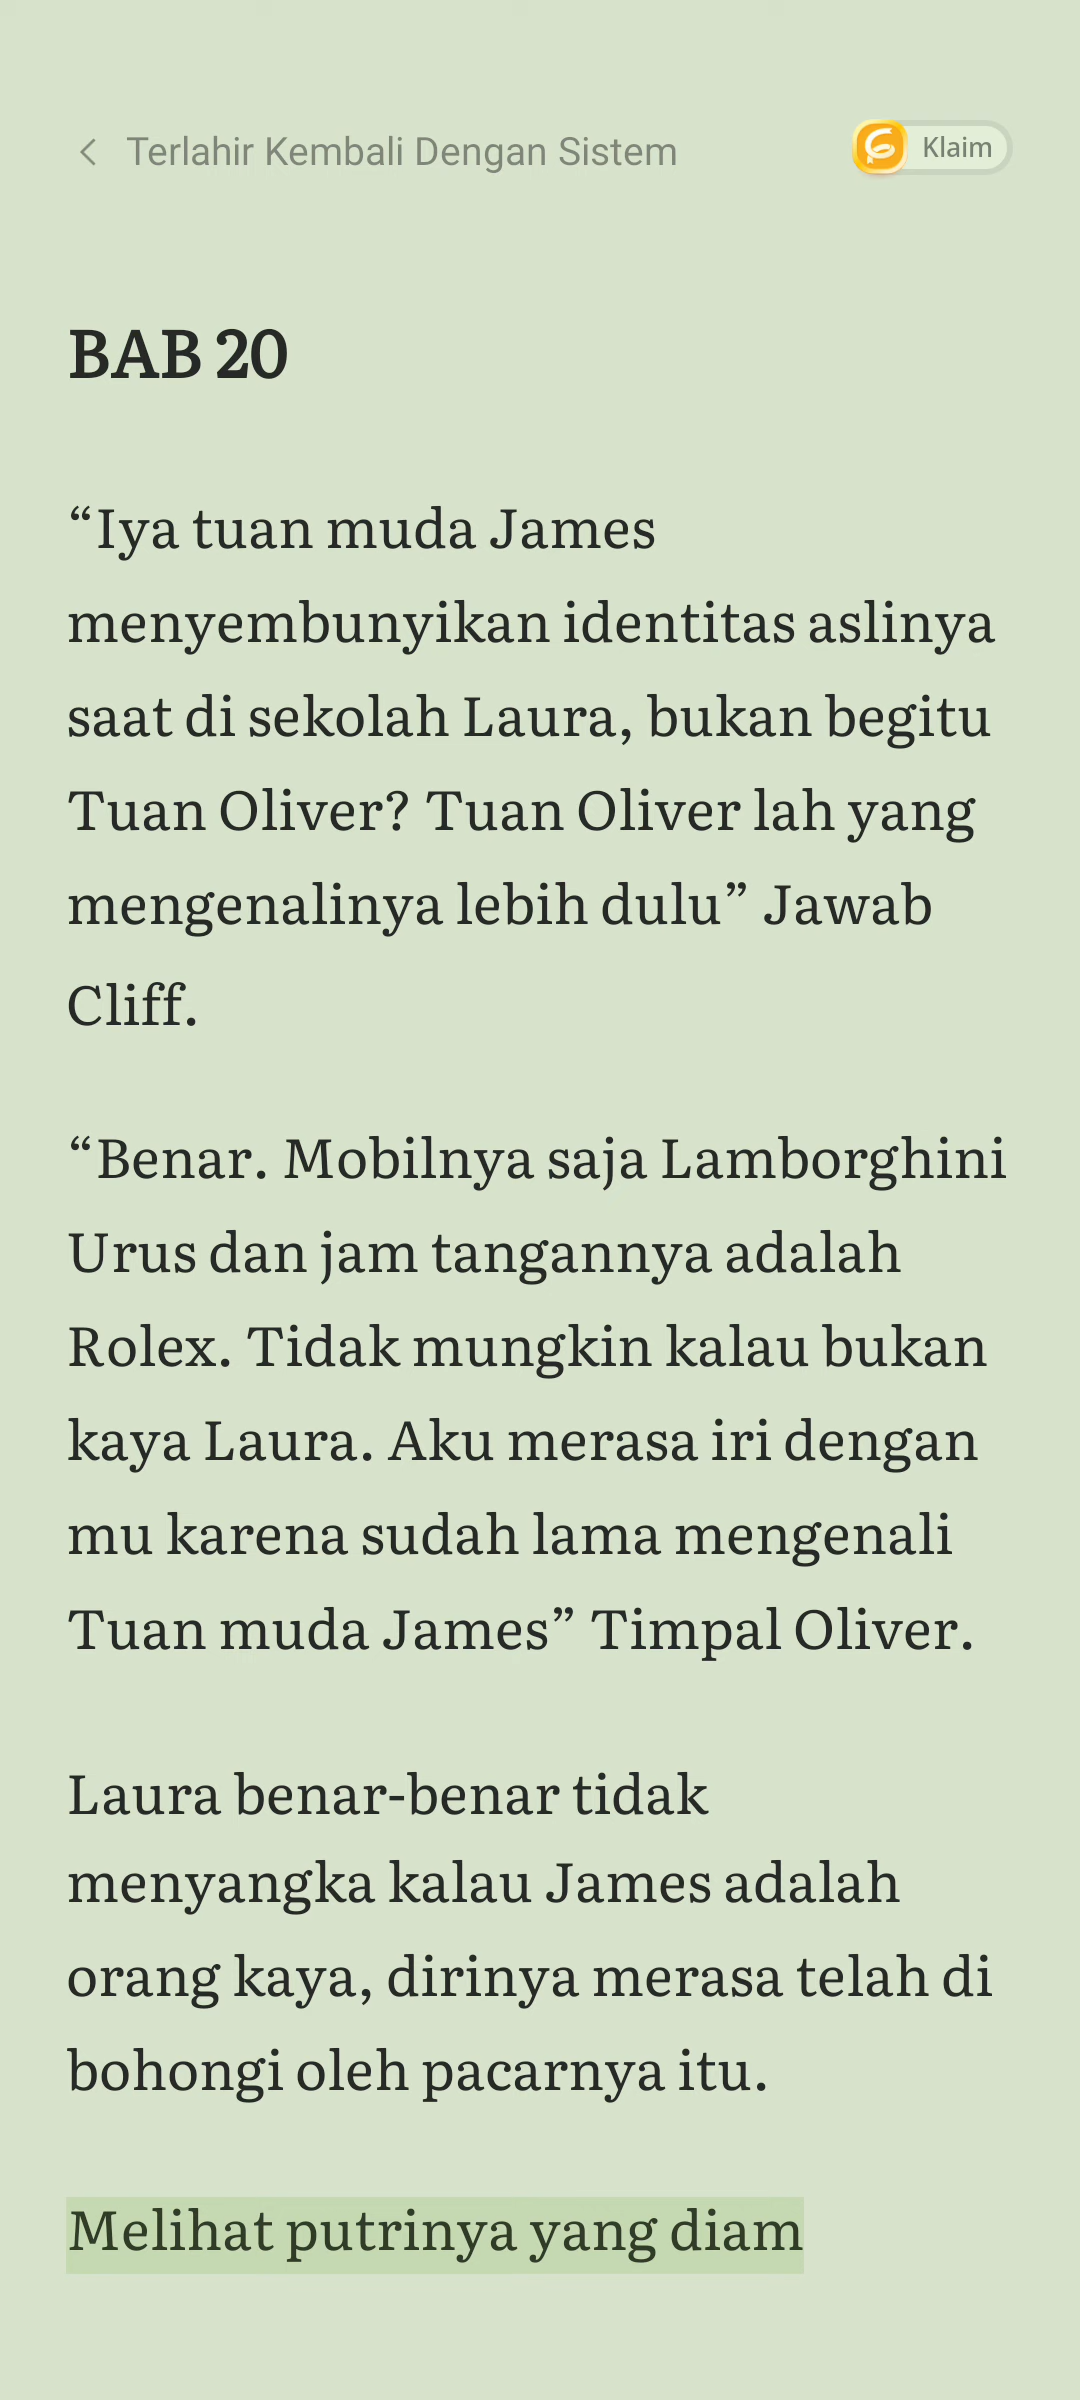 Terlahir Kembali Dengan Sistem
Klaim
BAB 20
“Iya tuan muda James
menyembunyikan identitas aslinya
saat di sekolah Laura, bukan begitu
Tuan Oliver? Tuan Oliver lah yang
mengenalinya lebih dulu” Jawab
Cliff.
“Benar. Mobilnya saja Lamborghini
Urus dan jam tangannya adalah
Rolex. Tidak mungkin kalau bukan
kaya Laura. Aku merasa iri dengan
mu karena sudah lama mengenali
Tuan muda James” Timpal Oliver.
Laura benar-benar tidak
menyangka kalau James adalah
orang kaya, dirinya merasa telah di
bohongi oleh pacarnya itu.
Melihat putrinya yang diam